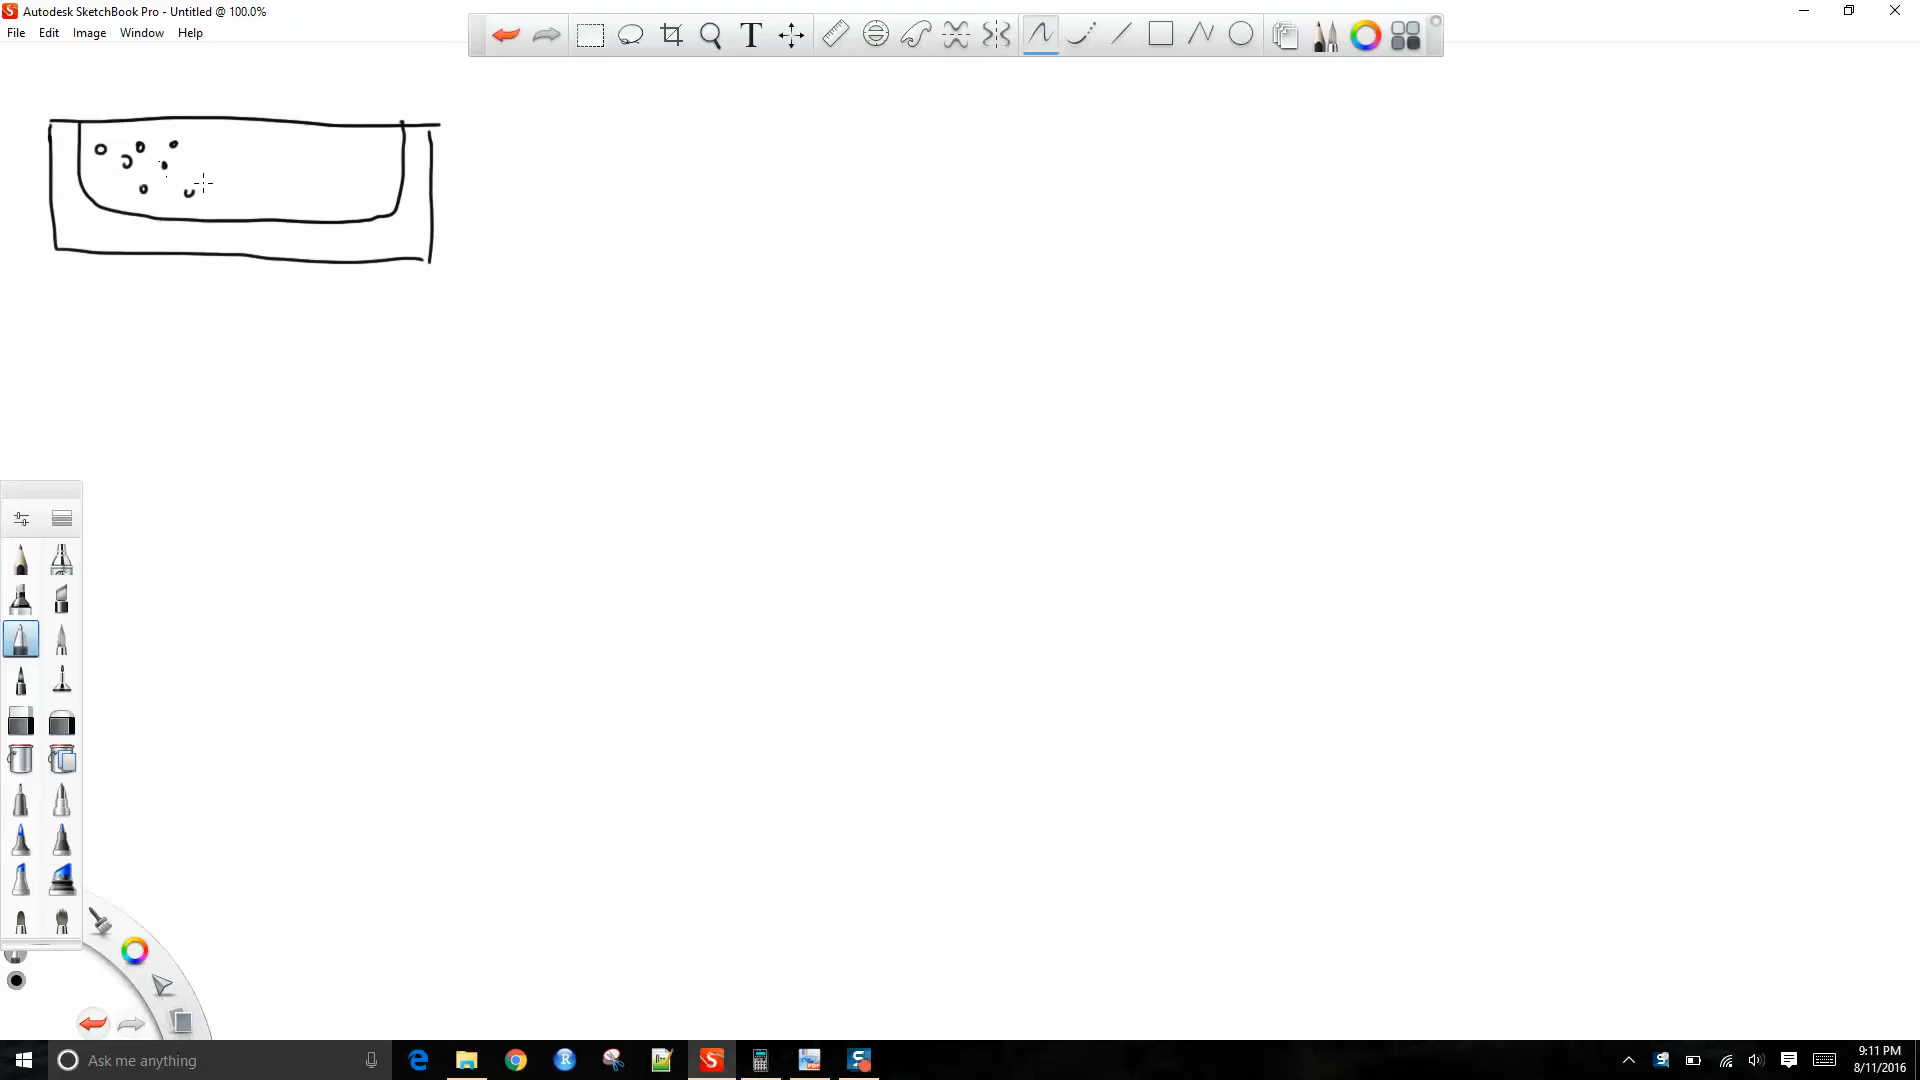 Autodesk SketchBook Pro - Untitled @ 100.0%
File Edit Image Window Help
T
Ask me anything
9:11 PM
8/11/2016